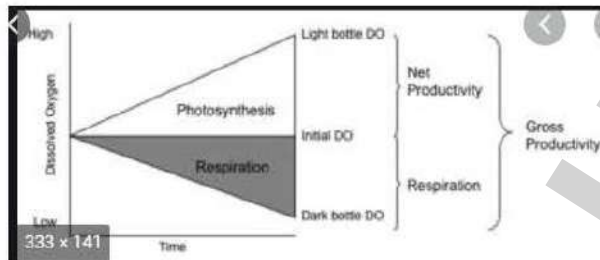 High
Light bottle DO
Net
Productivity
Dissolved Oxygen
Photosynthesis
Initial DO
Gross
Productivity
Respiration
Respiration
Low
Dark bottle DO
333 x 141
Time